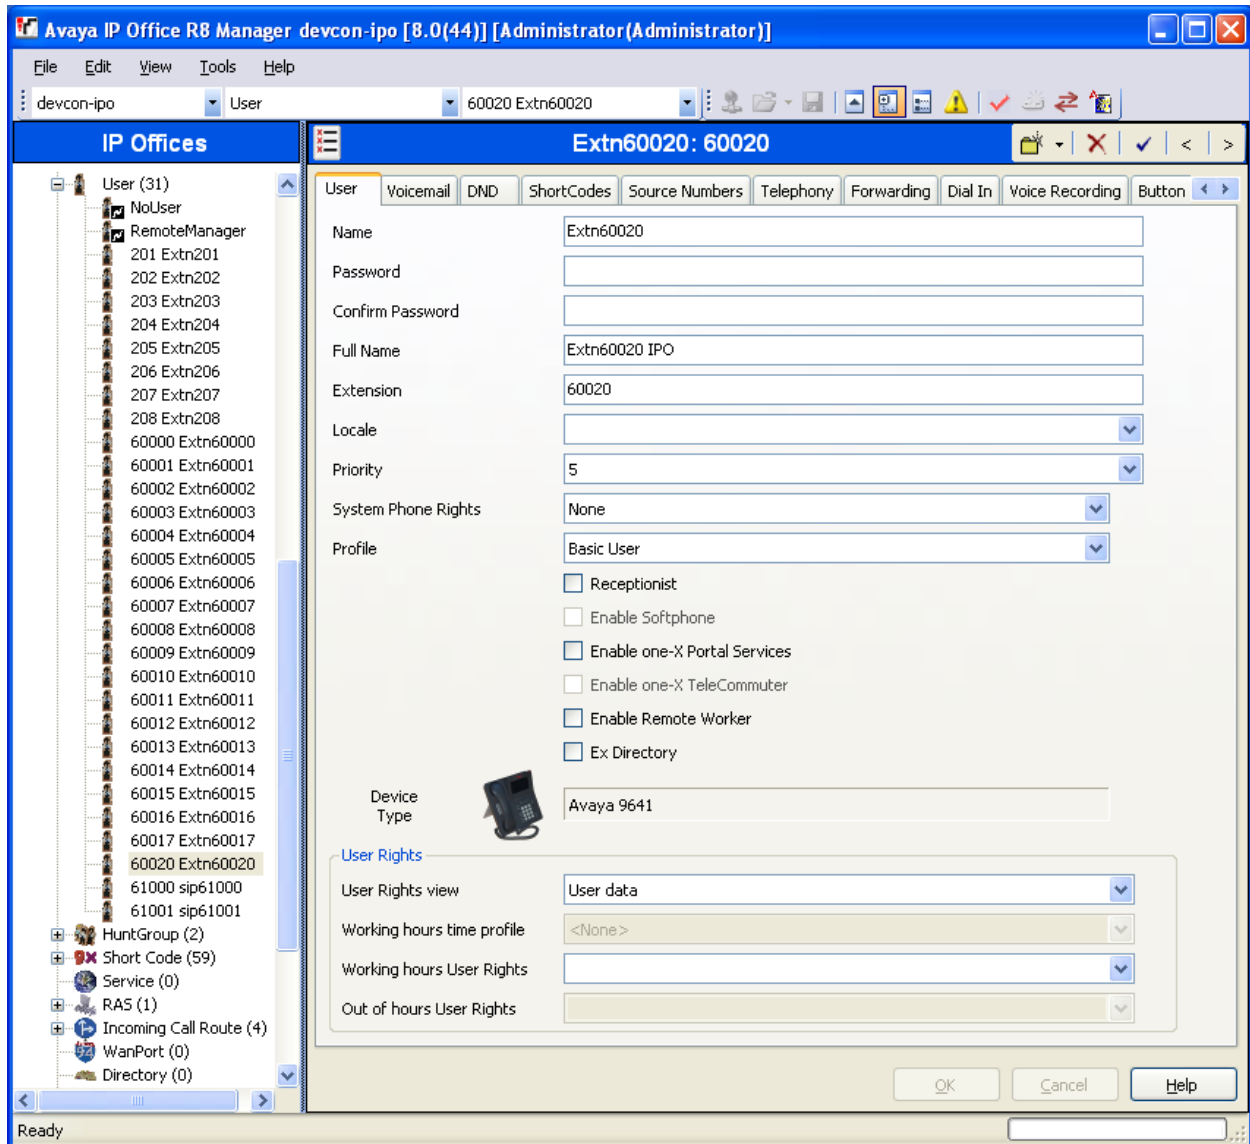 Avaya IP Office R8 Manager devcon-ipo [8.0(44)] [Administrator(Administrator)]
File Edit View Tools Help
devcon-ipo User 60020 Extn60020
IP Offices
Extn60020: 60020
User (31)
NoUser
RemoteManager
201 Extn201
202 Extn202
203 Extn203
204 Extn204
205 Extn205
206 Extn206
207 Extn207
208 Extn208
60000 Extn60000
60001 Extn60001
60002 Extn60002
60003 Extn60003
60004 Extn60004
60005 Extn60005
60006 Extn60006
60007 Extn60007
60008 Extn60008
60009 Extn60009
60010 Extn60010
60011 Extn60011
60012 Extn60012
60013 Extn60013
60014 Extn60014
60015 Extn60015
60016 Extn60016
60017 Extn60017
60020 Extn60020
61000 sip61000
61001 sip61001
HuntGroup (2)
Short Code (59)
Service (0)
RAS (1)
Incoming Call Route (4)
WanPort (0)
Directory (0)
User Voicemail DND ShortCodes Source Numbers Telephony Forwarding Dial In Voice Recording Button
Name Extn60020
Password
Confirm Password
Full Name Extn60020 IPO
Extension 60020
Locale
Priority 5
System Phone Rights None
Profile Basic User
Receptionist
Enable Softphone
Enable one-X Portal Services
Enable one-X TeleCommuter
Enable Remote Worker
Ex Directory
Device
Type Avaya 9641
User Rights
User Rights view User data
Working hours time profile <None>
Working hours User Rights
Out of hours User Rights
OK Cancel Help
Ready